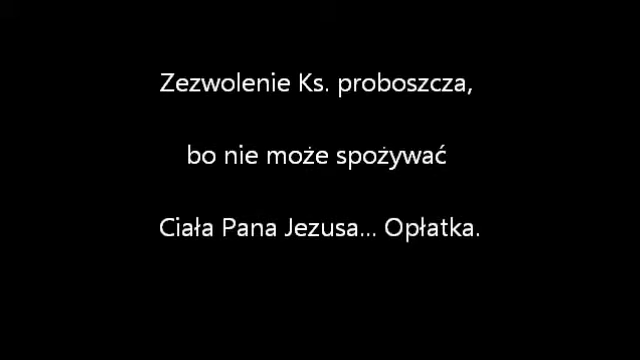 Zezwolenie Ks. proboszcza,
bo nie może spożywać
Ciała Pana Jezusa... Opłatka.